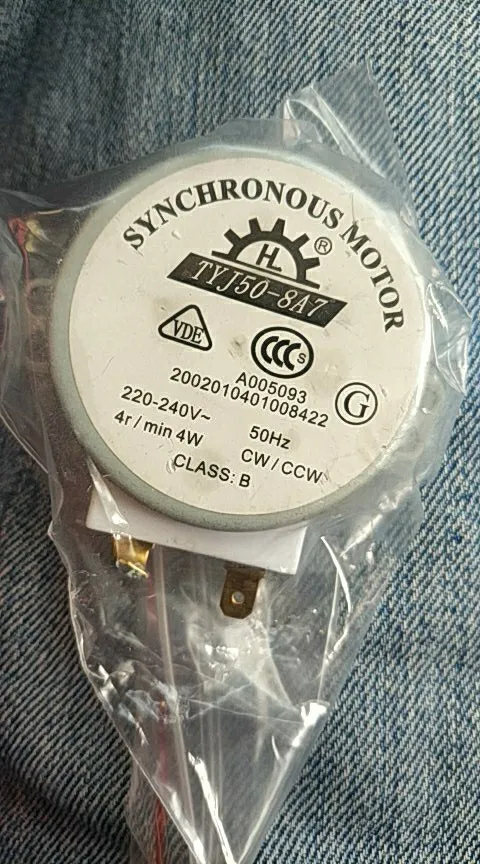 SYNCHRONOUS MOTOR
HL ®
TYJ50-8A7
VDE
CCC S
A005093
2002010401008422
G
220-240V~ 50Hz
4r/min 4W CW/CCW
CLASS: B